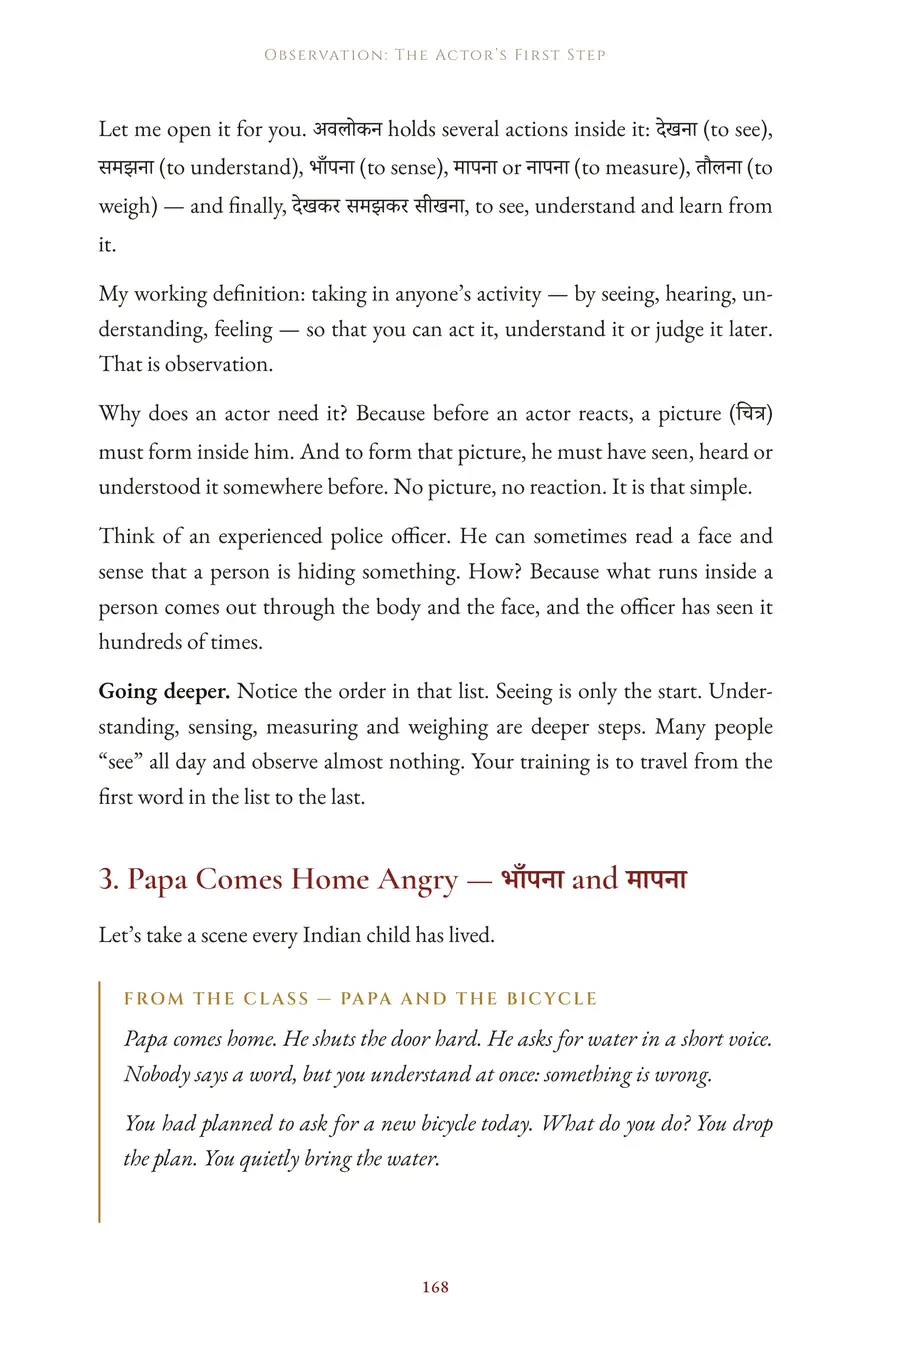 Observation: The Actor's First Step
Let me open it for you. अवलोकन holds several actions inside it: देखना (to see),
समझना (to understand), भाँपना (to sense), मापना or नापना (to measure), तौलना (to
weigh) — and finally, देखकर समझकर सीखना, to see, understand and learn from
it.
My working definition: taking in anyone’s activity — by seeing, hearing, un-
derstanding, feeling — so that you can act it, understand it or judge it later.
That is observation.
Why does an actor need it? Because before an actor reacts, a picture (चित्र)
must form inside him. And to form that picture, he must have seen, heard or
understood it somewhere before. No picture, no reaction. It is that simple.
Think of an experienced police officer. He can sometimes read a face and
sense that a person is hiding something. How? Because what runs inside a
person comes out through the body and the face, and the officer has seen it
hundreds of times.
Going deeper. Notice the order in that list. Seeing is only the start. Under-
standing, sensing, measuring and weighing are deeper steps. Many people
“see” all day and observe almost nothing. Your training is to travel from the
first word in the list to the last.
3. Papa Comes Home Angry — भाँपना and मापना
Let’s take a scene every Indian child has lived.
FROM THE CLASS — PAPA AND THE BICYCLE
Papa comes home. He shuts the door hard. He asks for water in a short voice.
Nobody says a word, but you understand at once: something is wrong.
You had planned to ask for a new bicycle today. What do you do? You drop
the plan. You quietly bring the water.
168